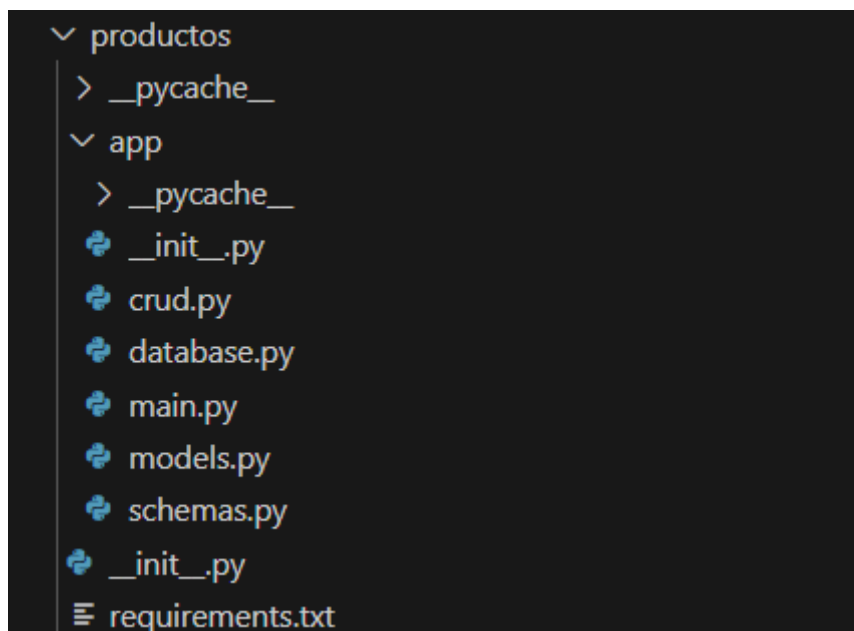 productos
__pycache__
app
__pycache__
__init__.py
crud.py
database.py
main.py
models.py
schemas.py
__init__.py
requirements.txt